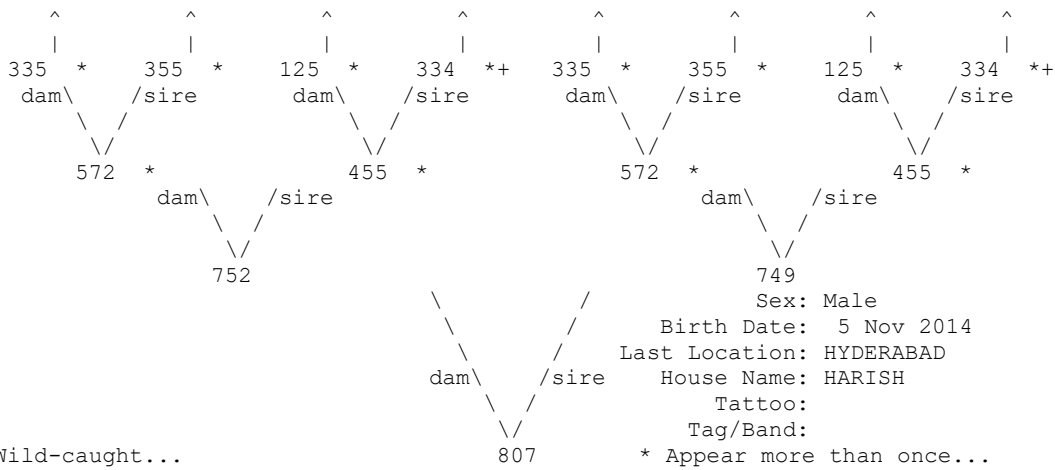 ^ ^ ^ ^ ^ ^ ^ ^
| | | | | | | |
335 * 355 * 125 * 334 *+ 335 * 355 * 125 * 334 *+
dam\ /sire dam\ /sire dam\ /sire dam\ /sire
\ / \ / \ / \ /
\/ \/ \/ \/
572 * 455 * 572 * 455 *
dam\ /sire dam\ /sire
\ / \ /
\/ \/
752 749
\ / Sex: Male
\ / Birth Date: 5 Nov 2014
\ / Last Location: HYDERABAD
dam\ /sire House Name: HARISH
\ / Tattoo:
\/ Tag/Band:
Wild-caught... 807 * Appear more than once...